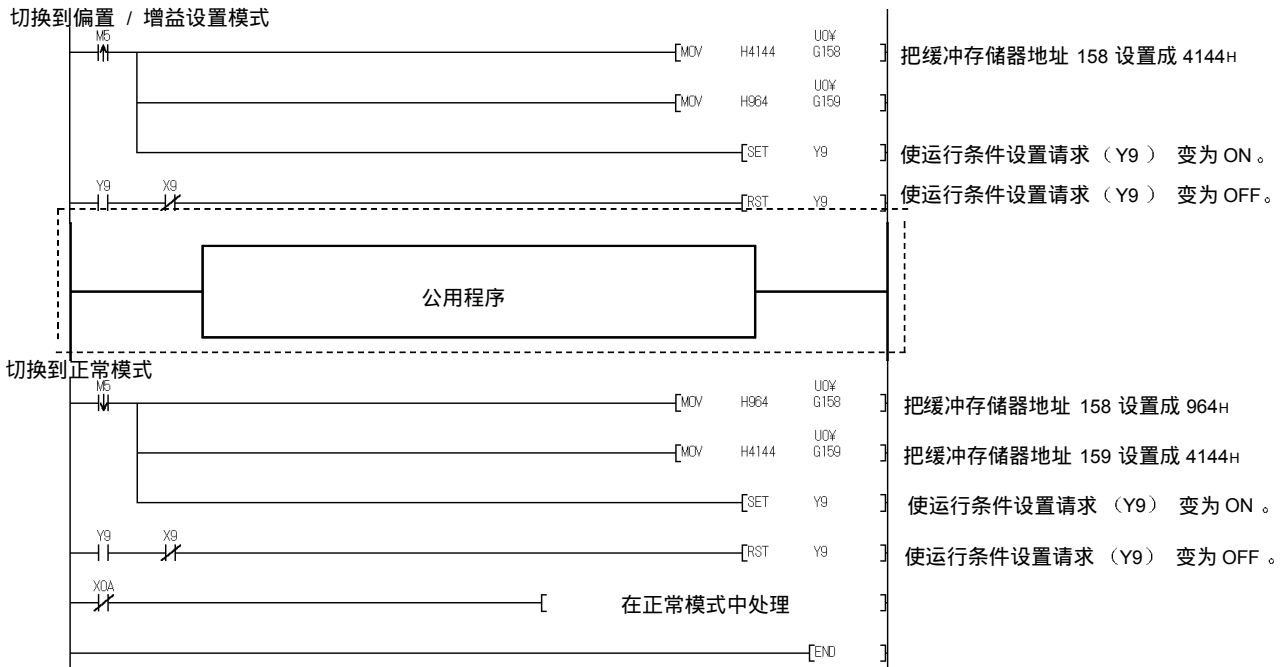 切换到偏置 / 增益设置模式
M5
U0¥
[MOV H4144 G158 ] 把缓冲存储器地址 158 设置成 4144H
U0¥
[MOV H964 G159 ]
[SET Y9 ] 使运行条件设置请求 (Y9 ) 变为 ON 。
Y9 X9
[RST Y9 ] 使运行条件设置请求 (Y9 ) 变为 OFF。
公用程序
切换到正常模式
M5
U0¥
[MOV H964 G158 ] 把缓冲存储器地址 158 设置成 964H
U0¥
[MOV H4144 G159 ] 把缓冲存储器地址 159 设置成 4144H
[SET Y9 ] 使运行条件设置请求 (Y9) 变为 ON 。
Y9 X9
[RST Y9 ] 使运行条件设置请求 (Y9) 变为 OFF 。
X0A
[ 在正常模式中处理 ]
[END ]